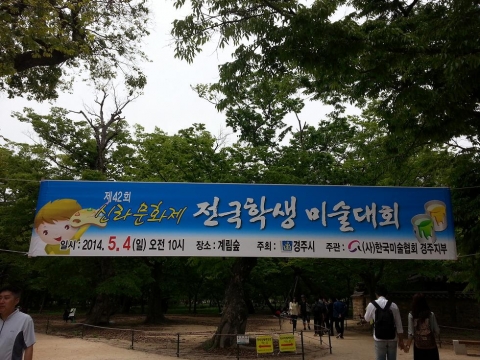 제42회
신라문화제 전국학생 미술대회
일시 : 2014. 5. 4(일) 오전 10시 장소 : 계림숲 주최 : 경주시 주관 : (사)한국미술협회 경주지부